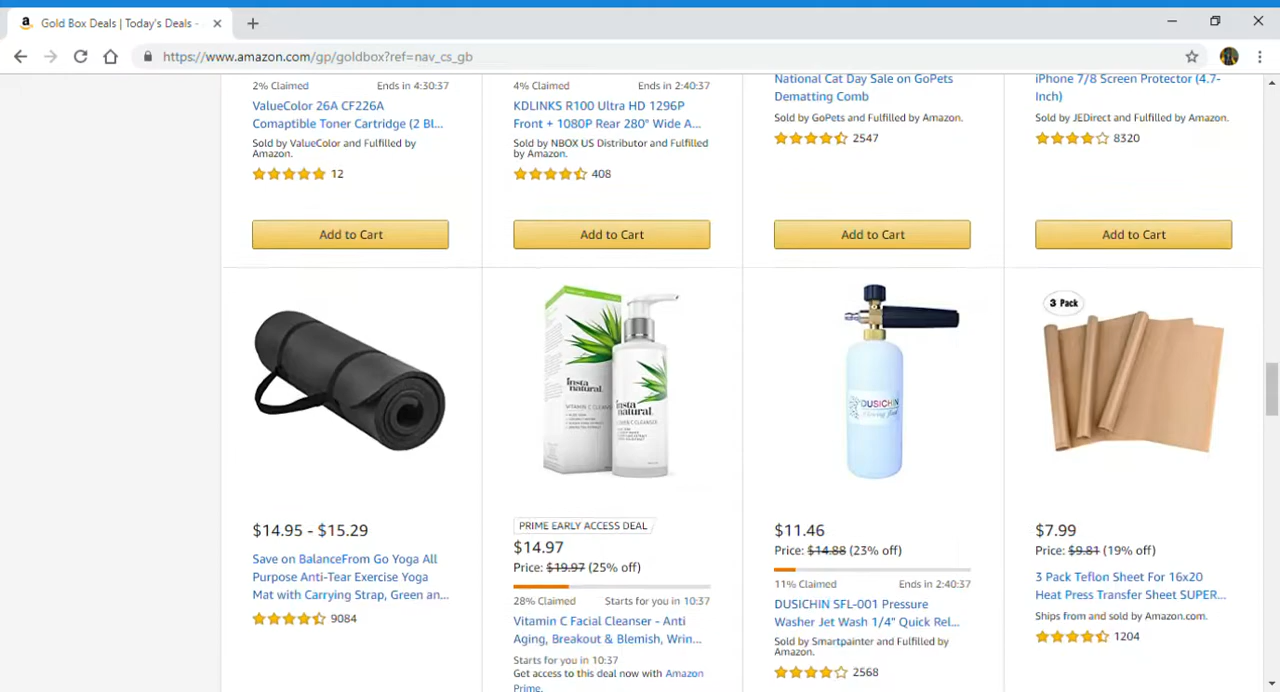 Gold Box Deals | Today's Deals -
https://www.amazon.com/gp/goldbox?ref=nav_cs_gb
2% Claimed Ends in 4:30:37
ValueColor 26A CF226A
Comaptible Toner Cartridge (2 Bl...
Sold by ValueColor and Fulfilled by
Amazon.
12
Add to Cart
4% Claimed Ends in 2:40:37
KDLINKS R100 Ultra HD 1296P
Front + 1080P Rear 280° Wide A...
Sold by NBOX US Distributor and Fulfilled
by Amazon.
408
Add to Cart
National Cat Day Sale on GoPets
Dematting Comb
Sold by GoPets and Fulfilled by Amazon.
2547
Add to Cart
iPhone 7/8 Screen Protector (4.7-
Inch)
Sold by JEDirect and Fulfilled by Amazon.
8320
Add to Cart
$14.95 - $15.29
Save on BalanceFrom Go Yoga All
Purpose Anti-Tear Exercise Yoga
Mat with Carrying Strap, Green an...
9084
insta
natural.
VITAMIN C CLEANSER
insta
natural.
VITAMIN C CLEANSER
PRIME EARLY ACCESS DEAL
$14.97
Price: $19.97 (25% off)
28% Claimed Starts for you in 10:37
Vitamin C Facial Cleanser - Anti
Aging, Breakout & Blemish, Wrin...
Starts for you in 10:37
Get access to this deal now with Amazon
Prime.
DUSICHIN
$11.46
Price: $14.88 (23% off)
11% Claimed Ends in 2:40:37
DUSICHIN SFL-001 Pressure
Washer Jet Wash 1/4" Quick Rel...
Sold by Smartpainter and Fulfilled by
Amazon.
2568
3 Pack
$7.99
Price: $9.81 (19% off)
3 Pack Teflon Sheet For 16x20
Heat Press Transfer Sheet SUPER...
Ships from and sold by Amazon.com.
1204